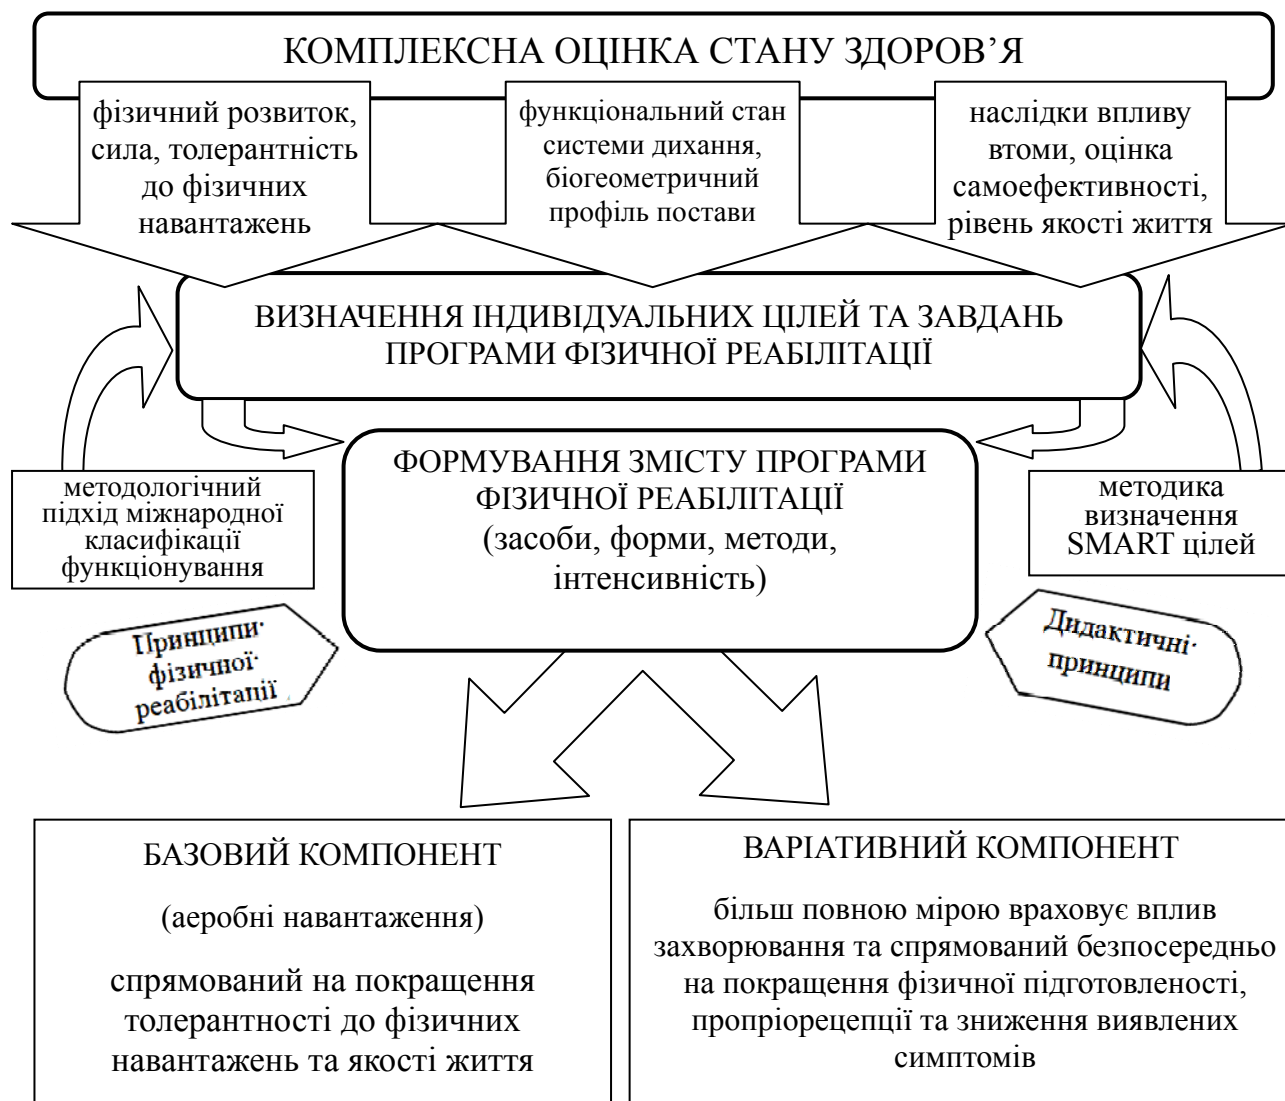 КОМПЛЕКСНА ОЦІНКА СТАНУ ЗДОРОВ’Я
фізичний розвиток,
сила, толерантність
до фізичних
навантажень
функціональний стан
системи дихання,
біогеометричний
профіль постави
наслідки впливу
втоми, оцінка
самоефективності,
рівень якості життя
ВИЗНАЧЕННЯ ІНДИВІДУАЛЬНИХ ЦІЛЕЙ ТА ЗАВДАНЬ
ПРОГРАМИ ФІЗИЧНОЇ РЕАБІЛІТАЦІЇ
методологічний
підхід міжнародної
класифікації
функціонування
ФОРМУВАННЯ ЗМІСТУ ПРОГРАМИ
ФІЗИЧНОЇ РЕАБІЛІТАЦІЇ
(засоби, форми, методи,
інтенсивність)
методика
визначення
SMART цілей
Принципи·
фізичної·
реабілітації
Дидактичні·
принципи
БАЗОВИЙ КОМПОНЕНТ
(аеробні навантаження)
спрямований на покращення
толерантності до фізичних
навантажень та якості життя
ВАРІАТИВНИЙ КОМПОНЕНТ
більш повною мірою враховує вплив
захворювання та спрямований безпосередньо
на покращення фізичної підготовленості,
пропріорецепції та зниження виявлених
симптомів